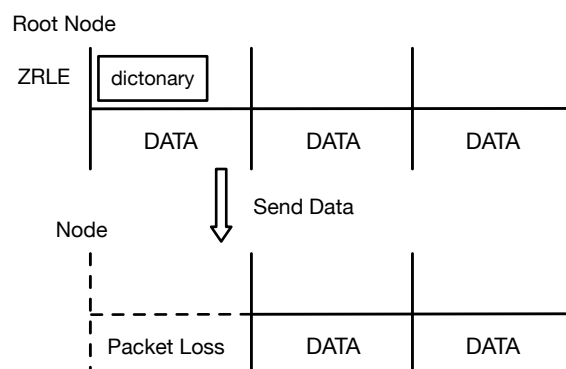 Root Node
ZRLE dictonary
DATA DATA DATA
Send Data
Node
Packet Loss DATA DATA